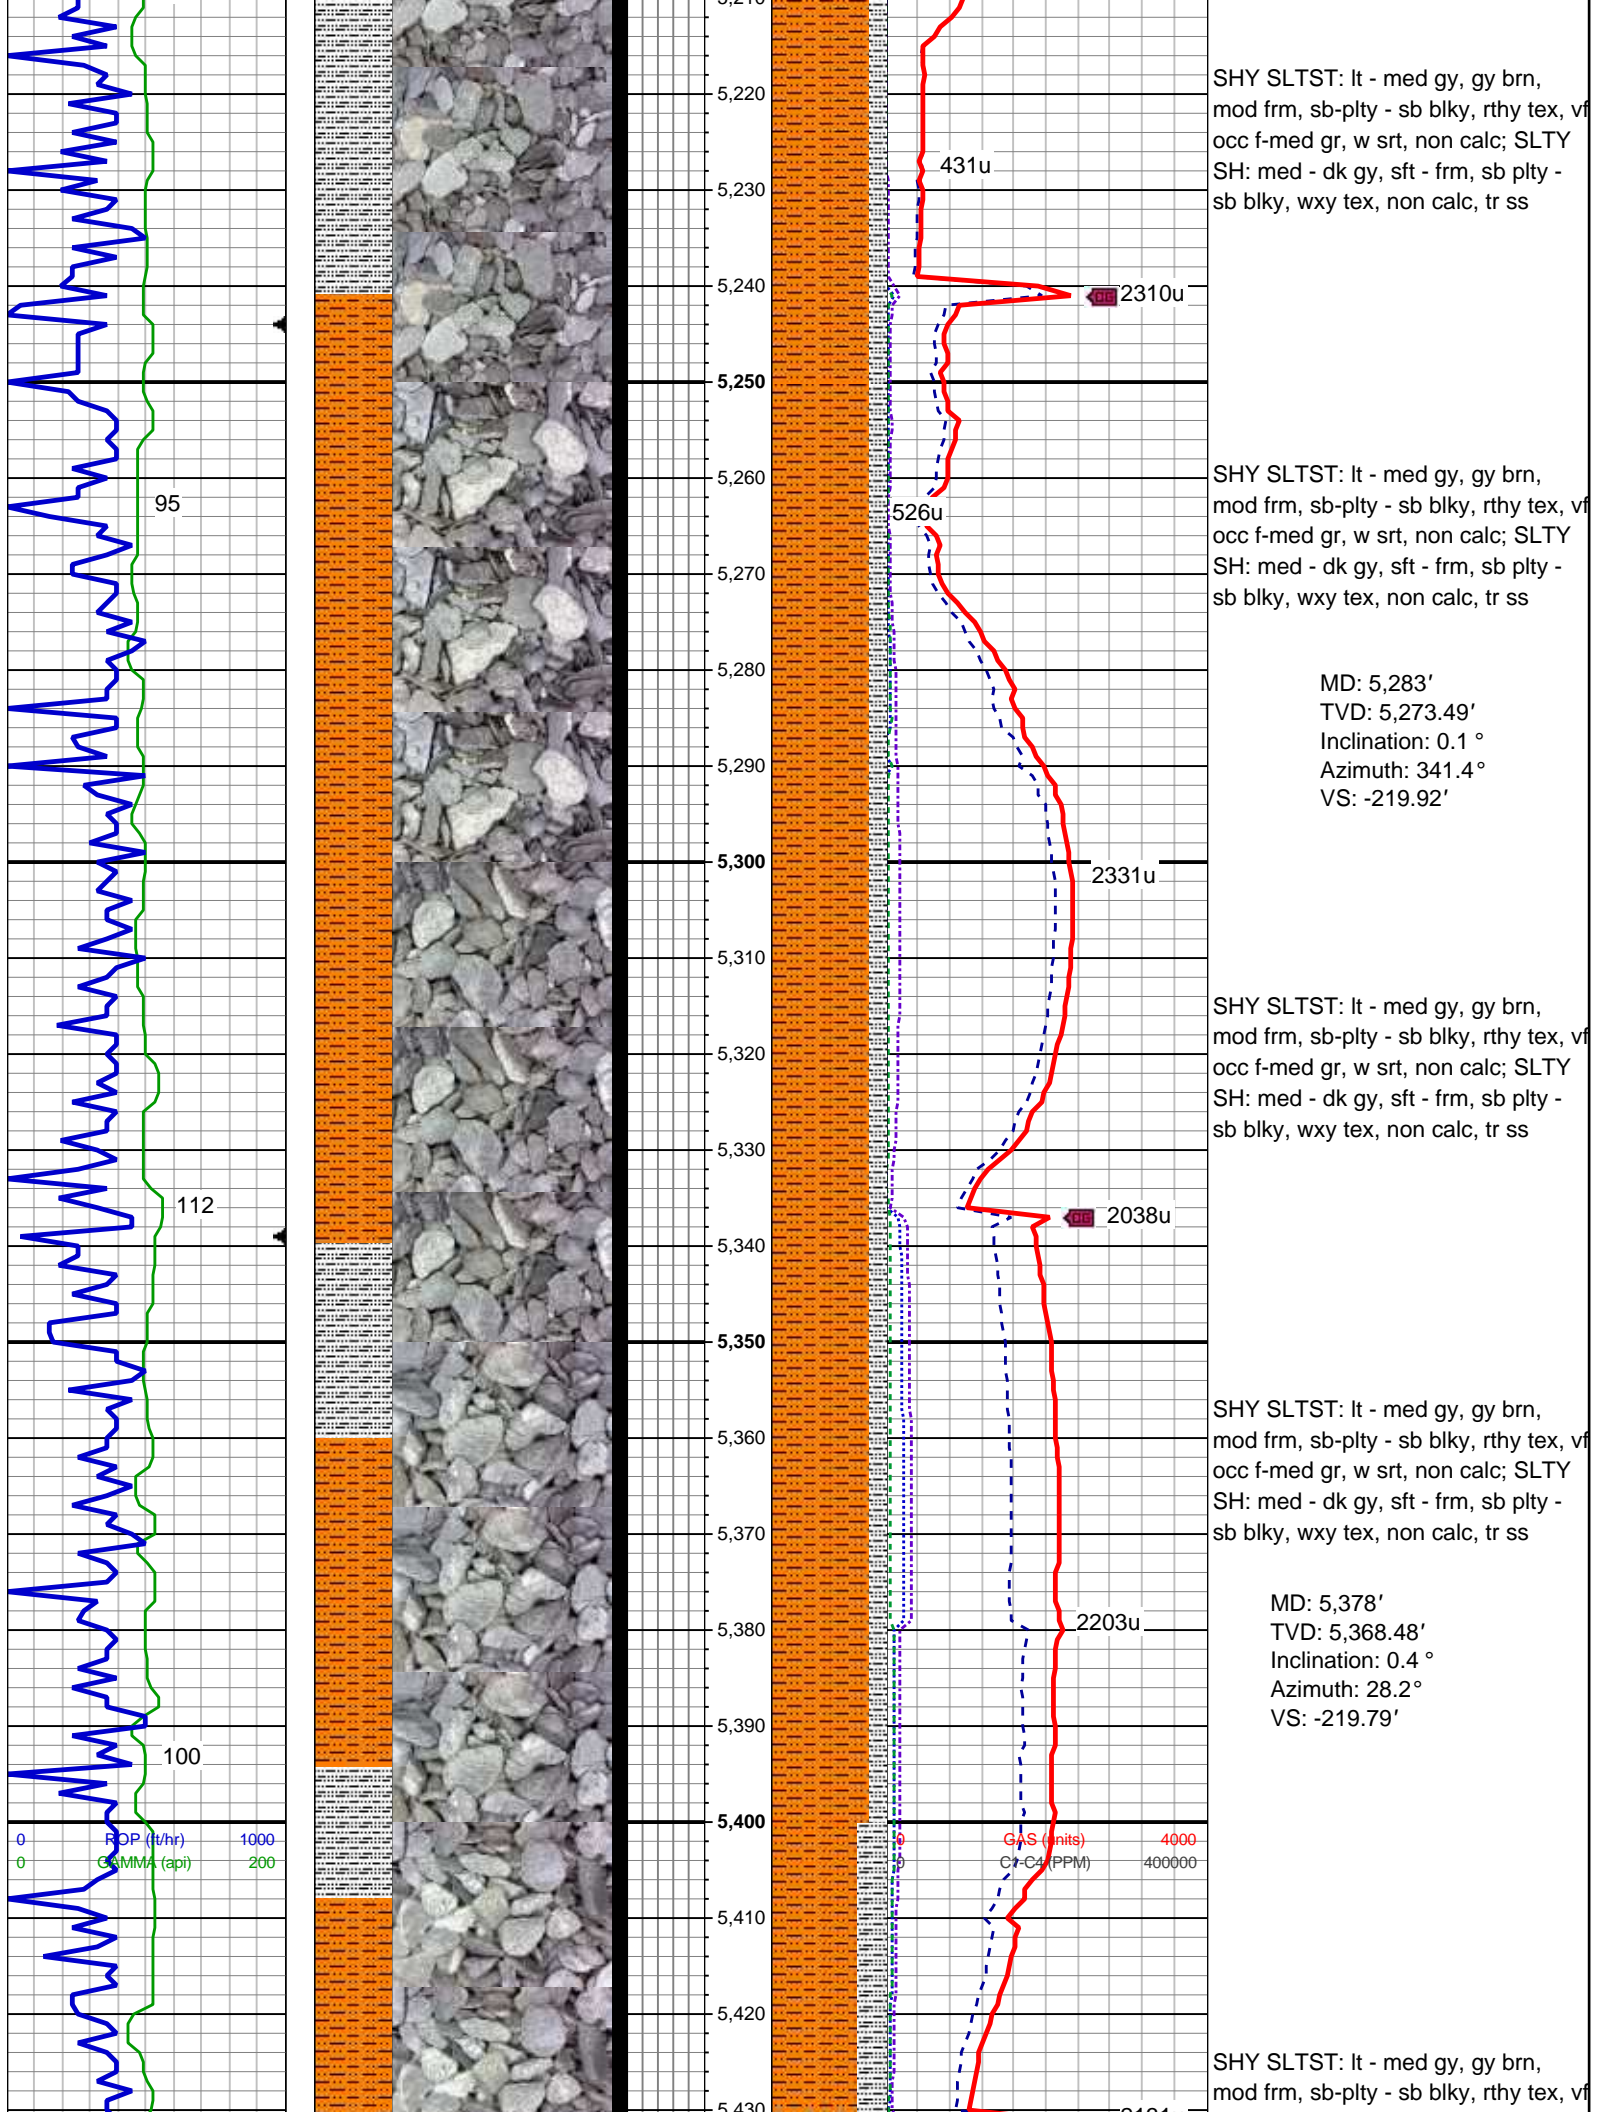 5,220
SHY SLTST: lt - med gy, gy brn,
mod frm, sb-plty - sb blky, rthy tex, vf
occ f-med gr, w srt, non calc; SLTY
SH: med - dk gy, sft - frm, sb plty -
sb blky, wxy tex, non calc, tr ss
431u
5,230
5,240
2310u
5,250
5,260
95
526u
SHY SLTST: lt - med gy, gy brn,
mod frm, sb-plty - sb blky, rthy tex, vf
occ f-med gr, w srt, non calc; SLTY
SH: med - dk gy, sft - frm, sb plty -
sb blky, wxy tex, non calc, tr ss
5,270
5,280
MD: 5,283′
TVD: 5,273.49′
Inclination: 0.1 °
Azimuth: 341.4°
VS: -219.92′
5,290
5,300
2331u
5,310
SHY SLTST: lt - med gy, gy brn,
mod frm, sb-plty - sb blky, rthy tex, vf
occ f-med gr, w srt, non calc; SLTY
SH: med - dk gy, sft - frm, sb plty -
sb blky, wxy tex, non calc, tr ss
5,320
5,330
112
2038u
5,340
5,350
5,360
SHY SLTST: lt - med gy, gy brn,
mod frm, sb-plty - sb blky, rthy tex, vf
occ f-med gr, w srt, non calc; SLTY
SH: med - dk gy, sft - frm, sb plty -
sb blky, wxy tex, non calc, tr ss
5,370
5,380
2203u
MD: 5,378′
TVD: 5,368.48′
Inclination: 0.4 °
Azimuth: 28.2°
VS: -219.79′
5,390
100
5,400
0 ROP (ft/hr) 1000
0 GAMMA (api) 200
0 GAS (units) 4000
0 C1-C4 (PPM) 400000
5,410
5,420
SHY SLTST: lt - med gy, gy brn,
mod frm, sb-plty - sb blky, rthy tex, vf
5,430